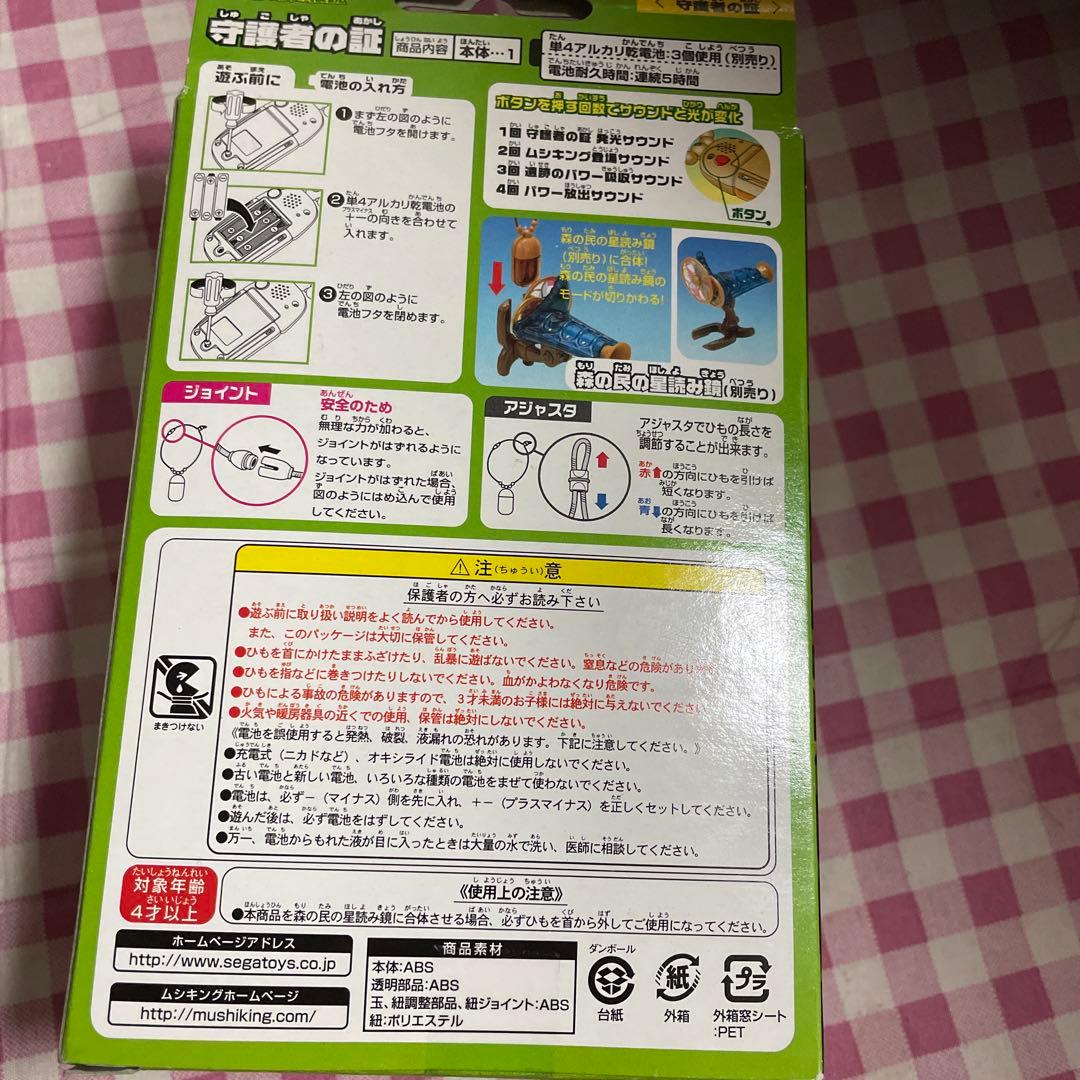 守護者の証
守護者の証
商品内容 本体…1
単4アルカリ乾電池:3個使用(別売り)
電池耐久時間:連続5時間
遊ぶ前に
電池の入れ方
①まず左の図のように
電池フタを開けます。
②単4アルカリ乾電池の
+−の向きを合わせて
入れます。
③左の図のように
電池フタを閉めます。
ボタンを押す回数でサウンドと光が変化
1回 守護者の証 発光サウンド
2回 ムシキング登場サウンド
3回 遺跡のパワー吸収サウンド
4回 パワー放出サウンド
ボタン
森の民の星読み鏡
(別売り)に合体!
森の民の星読み鏡の
モードが切りかわる!
森の民の星読み鏡(別売り)
ジョイント
安全のため
無理な力が加わると、
ジョイントがはずれるように
なっています。
ジョイントがはずれた場合、
図のようにはめ込んで使用
してください。
アジャスタ
アジャスタでひもの長さを
調節することが出来ます。
赤⬆の方向にひもを引けば
短くなります。
青⬇の方向にひもを引けば
長くなります。
⚠注(ちゅうい)意
保護者の方へ必ずお読み下さい
●遊ぶ前に取り扱い説明をよく読んでから使用してください。
また、このパッケージは大切に保管してください。
●ひもを首にかけたままふざけたり、乱暴に遊ばないでください。窒息などの危険があり
●ひもを指などに巻きつけたりしないでください。血がかよわなくなり危険です。
●ひもによる事故の危険がありますので、3才未満のお子様には絶対に与えないでください
●火気や暖房器具の近くでの使用、保管は絶対にしないでください。
《電池を誤使用すると発熱、破裂、液漏れの恐れがあります。下記に注意してください。》
●充電式(ニカドなど)、オキシライド電池は絶対に使用しないでください。
●古い電池と新しい電池、いろいろな種類の電池をまぜて使わないでください。
●電池は、必ず−(マイナス)側を先に入れ、+−(プラスマイナス)を正しくセットしてください。
●遊んだ後は、必ず電池をはずしてください。
●万一、電池からもれた液が目に入ったときは大量の水で洗い、医師に相談してください。
まきつけない
対象年齢
4才以上
《使用上の注意》
●本商品を森の民の星読み鏡に合体させる場合、必ずひもを首から外してご使用になってください。
ホームページアドレス
http://www.segatoys.co.jp
ムシキングホームページ
http://mushiking.com/
商品素材
本体:ABS
透明部品:ABS
玉、紐調整部品、紐ジョイント:ABS
紐:ポリエステル
ダンボール
台紙
紙
外箱
プラ
外箱窓シート
:PET